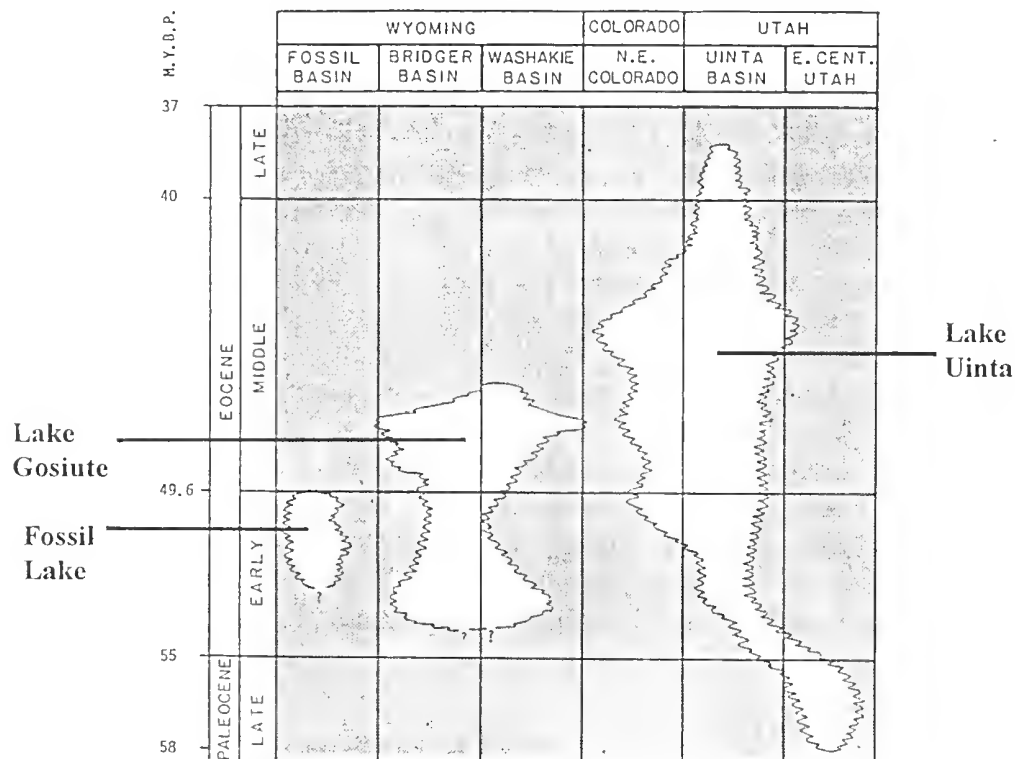 M.Y.B.P.
WYOMING
COLORADO
UTAH
FOSSIL
BASIN
BRIDGER
BASIN
WASHAKIE
BASIN
N.E.
COLORADO
UINTA
BASIN
E. CENT.
UTAH
37
LATE
40
EOCENE
MIDDLE
Lake
Uinta
Lake
Gosiute
49.6
Fossil
Lake
EARLY
?
? ?
55
PALEOCENE
LATE
58